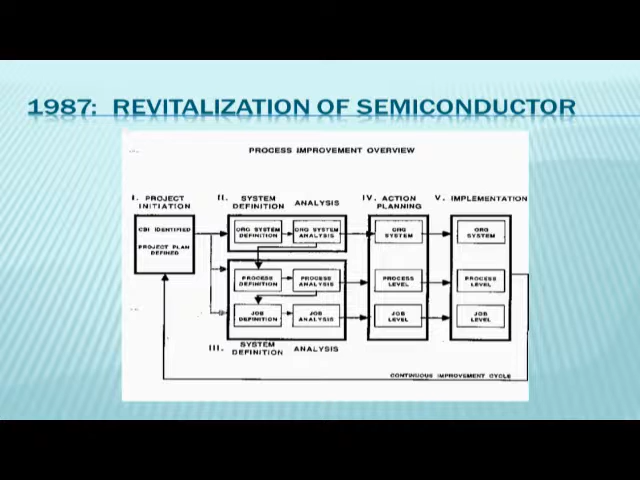 1987: REVITALIZATION OF SEMICONDUCTOR
PROCESS IMPROVEMENT OVERVIEW
I. PROJECT
INITIATION
II. SYSTEM
DEFINITION
ANALYSIS
IV. ACTION
PLANNING
V. IMPLEMENTATION
CBI IDENTIFIED
PROJECT PLAN
DEFINED
ORG SYSTEM
DEFINITION
ORG SYSTEM
ANALYSIS
ORG
SYSTEM
ORG
SYSTEM
PROCESS
DEFINITION
PROCESS
ANALYSIS
PROCESS
LEVEL
PROCESS
LEVEL
JOB
DEFINITION
JOB
ANALYSIS
JOB
LEVEL
JOB
LEVEL
III. SYSTEM
DEFINITION
ANALYSIS
CONTINUOUS IMPROVEMENT CYCLE